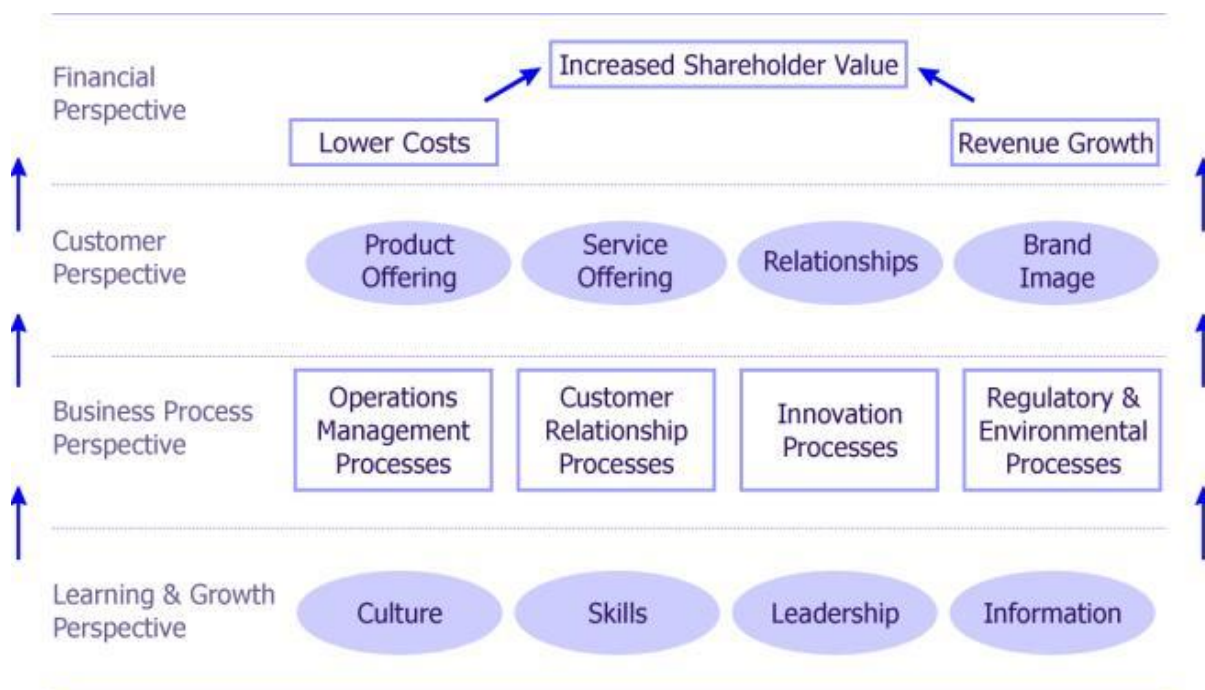 Financial
Perspective
Increased Shareholder Value
Lower Costs
Revenue Growth
Customer
Perspective
Product
Offering
Service
Offering
Relationships
Brand
Image
Business Process
Perspective
Operations
Management
Processes
Customer
Relationship
Processes
Innovation
Processes
Regulatory &
Environmental
Processes
Learning & Growth
Perspective
Culture
Skills
Leadership
Information